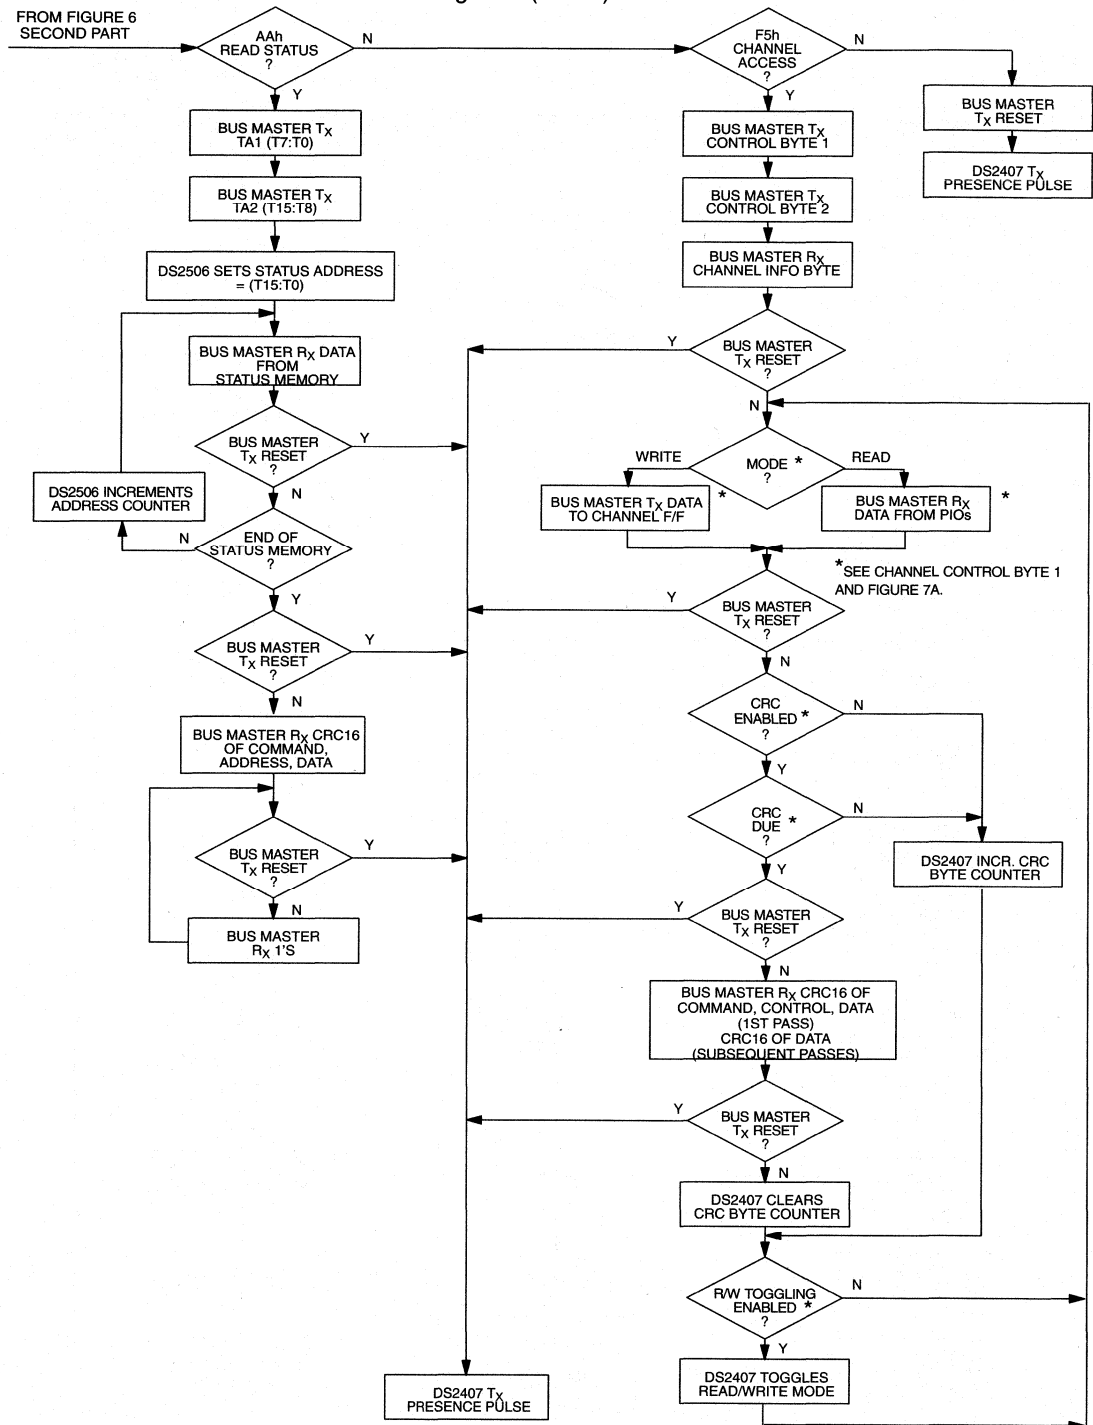 FROM FIGURE 6
SECOND PART
AAh
READ STATUS
?
N
Y
F5h
CHANNEL
ACCESS
?
N
Y
BUS MASTER
TX RESET
DS2407 TX
PRESENCE PULSE
BUS MASTER TX
TA1 (T7:T0)
BUS MASTER TX
TA2 (T15:T8)
DS2506 SETS STATUS ADDRESS
= (T15:T0)
BUS MASTER RX DATA
FROM
STATUS MEMORY
BUS MASTER
TX RESET
?
Y
N
DS2506 INCREMENTS
ADDRESS COUNTER
END OF
STATUS MEMORY
?
N
Y
BUS MASTER
TX RESET
?
Y
N
BUS MASTER RX CRC16
OF COMMAND,
ADDRESS, DATA
BUS MASTER
TX RESET
?
Y
N
BUS MASTER
RX 1'S
BUS MASTER TX
CONTROL BYTE 1
BUS MASTER TX
CONTROL BYTE 2
BUS MASTER RX
CHANNEL INFO BYTE
BUS MASTER
TX RESET
?
Y
N
MODE *
?
WRITE
READ
BUS MASTER TX DATA
TO CHANNEL F/F
*
BUS MASTER RX
DATA FROM PIOs
*
*SEE CHANNEL CONTROL BYTE 1
AND FIGURE 7A.
BUS MASTER
TX RESET
?
Y
N
CRC
ENABLED *
?
N
Y
CRC
DUE *
?
N
Y
DS2407 INCR. CRC
BYTE COUNTER
BUS MASTER
TX RESET
?
Y
N
BUS MASTER RX CRC16 OF
COMMAND, CONTROL, DATA
(1ST PASS)
CRC16 OF DATA
(SUBSEQUENT PASSES)
BUS MASTER
TX RESET
?
Y
N
DS2407 CLEARS
CRC BYTE COUNTER
R/W TOGGLING
ENABLED *
?
N
Y
DS2407 TOGGLES
READ/WRITE MODE
DS2407 TX
PRESENCE PULSE